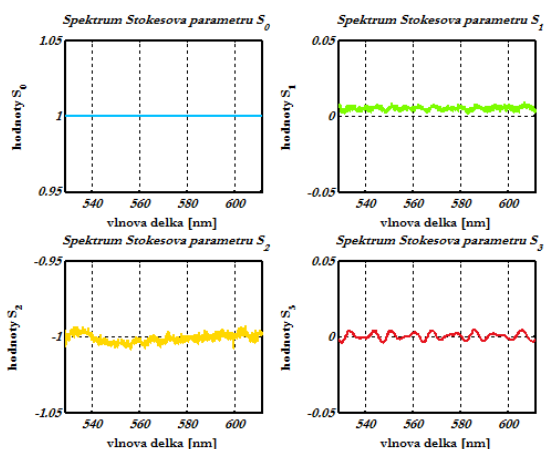 Spektrum Stokesova parametru S0
1.05
1
0.95
hodnoty S0
540 560 580 600
vlnova delka [nm]
Spektrum Stokesova parametru S1
0.05
0
-0.05
hodnoty S1
540 560 580 600
vlnova delka [nm]
Spektrum Stokesova parametru S2
-0.95
-1
-1.05
hodnoty S2
540 560 580 600
vlnova delka [nm]
Spektrum Stokesova parametru S3
0.05
0
-0.05
hodnoty S3
540 560 580 600
vlnova delka [nm]